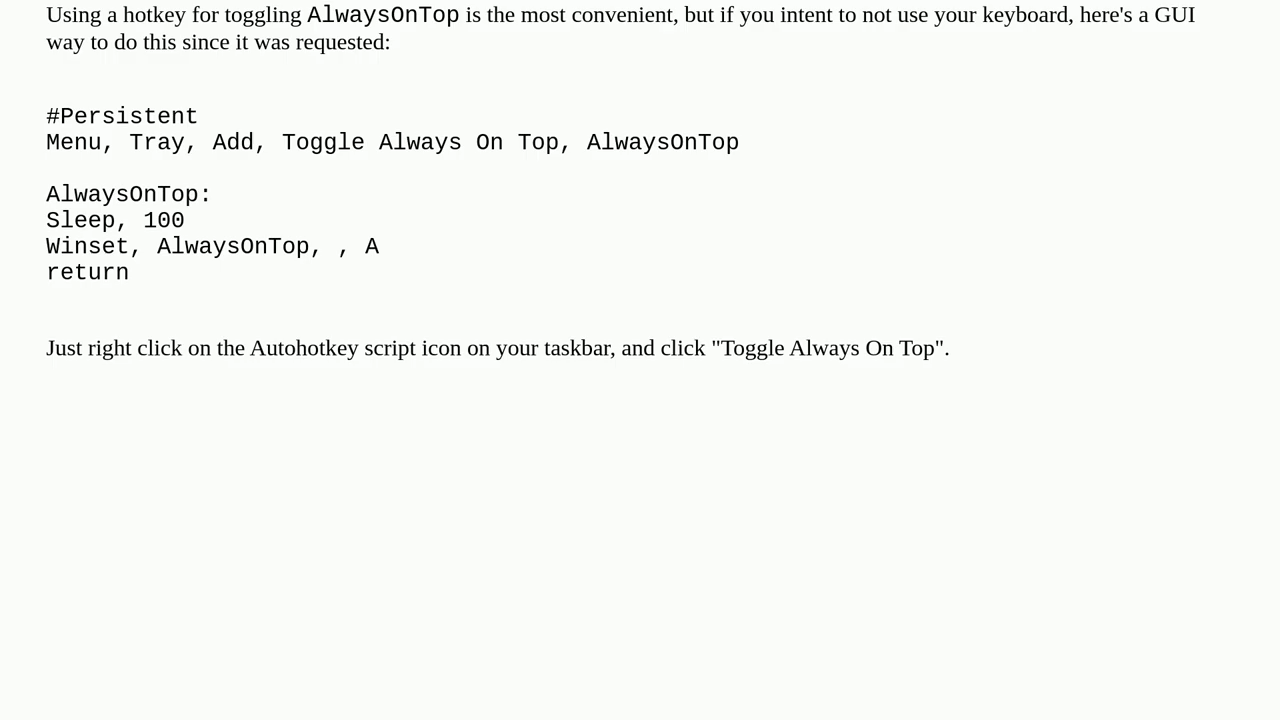 Using a hotkey for toggling AlwaysOnTop is the most convenient, but if you intent to not use your keyboard, here's a GUI
way to do this since it was requested:
#Persistent
Menu, Tray, Add, Toggle Always On Top, AlwaysOnTop
AlwaysOnTop:
Sleep, 100
Winset, AlwaysOnTop, , A
return
Just right click on the Autohotkey script icon on your taskbar, and click "Toggle Always On Top".